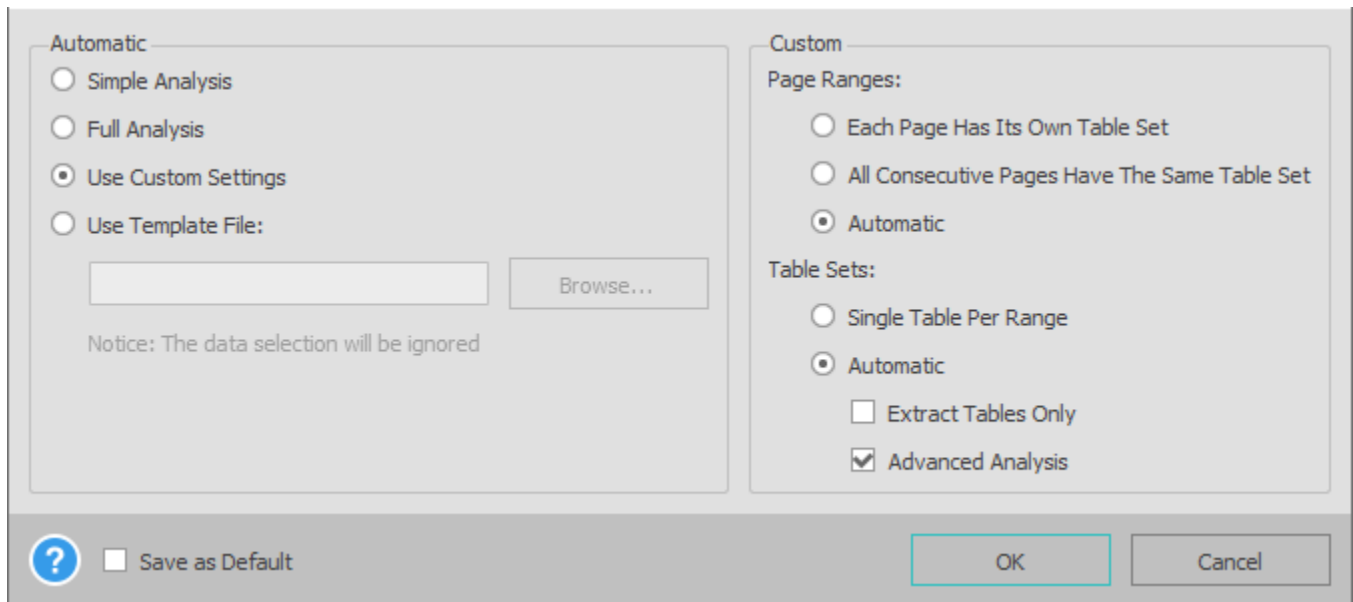 Automatic
Simple Analysis
Full Analysis
Use Custom Settings
Use Template File:
Browse...
Notice: The data selection will be ignored
Custom
Page Ranges:
Each Page Has Its Own Table Set
All Consecutive Pages Have The Same Table Set
Automatic
Table Sets:
Single Table Per Range
Automatic
Extract Tables Only
Advanced Analysis
?
Save as Default
OK
Cancel